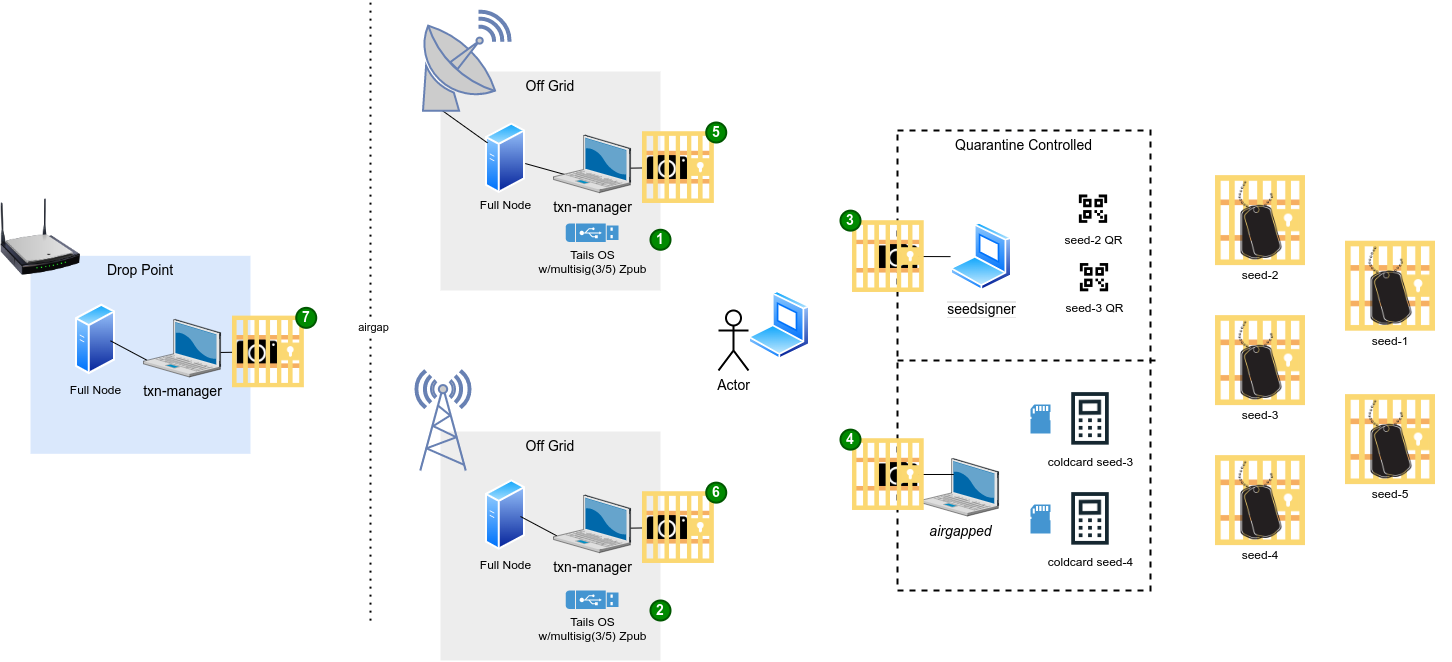 Drop Point
Full Node
txn-manager
7
airgap
Off Grid
5
Full Node
txn-manager
1
Tails OS
w/multisig(3/5) Zpub
Off Grid
6
Full Node
txn-manager
2
Tails OS
w/multisig(3/5) Zpub
Actor
Quarantine Controlled
3
seedsigner
seed-2 QR
seed-3 QR
4
airgapped
coldcard seed-3
coldcard seed-4
seed-2
seed-3
seed-4
seed-1
seed-5